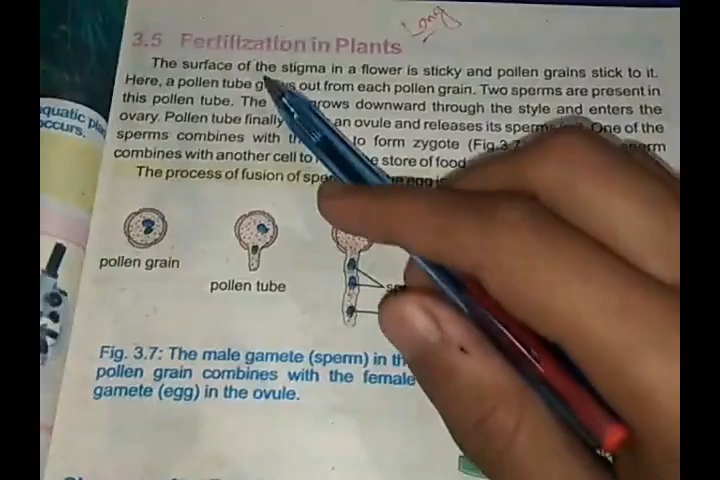 Long
3.5 Fertilization in Plants
The surface of the stigma in a flower is sticky and pollen grains stick to it.
Here, a pollen tube out from each pollen grain. Two sperms are present in
this pollen tube. The grows downward through the style and enters the
ovary. Pollen tube finally an ovule and releases its sperms One of the
sperms combines with to form zygote (Fig.3.7
combines with another cell to store of food
The process of fusion of egg
aquatic
occurs.
pollen grain
pollen tube
Fig. 3.7: The male gamete (sperm) in
pollen grain combines with the female
gamete (egg) in the ovule.